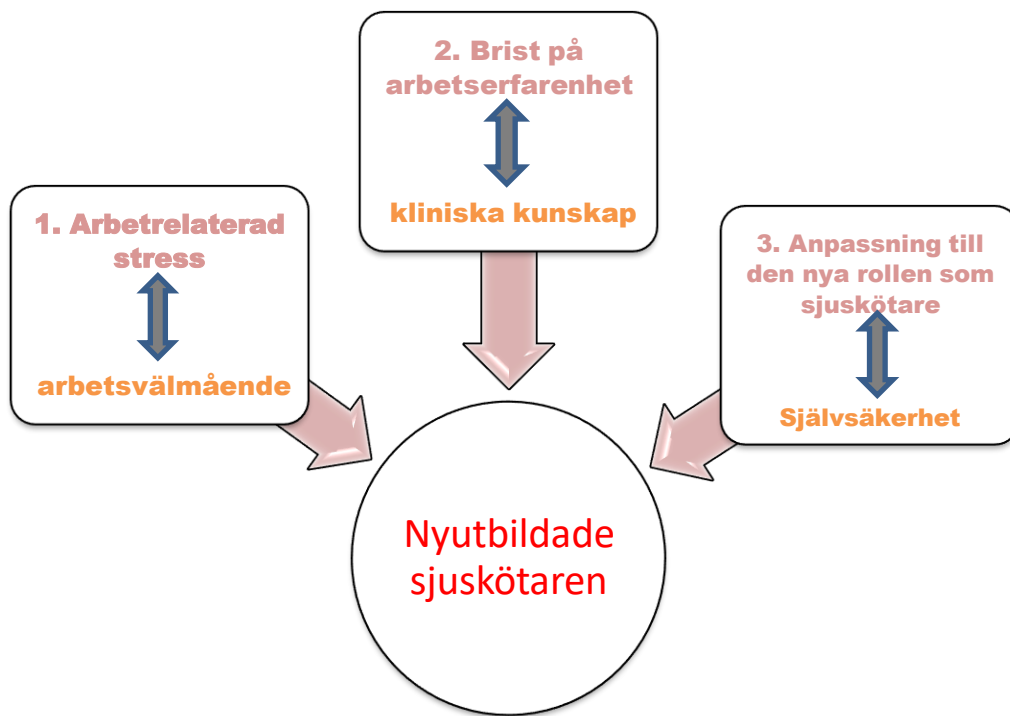 1. Arbetrelaterad
stress
arbetsvälmående
2. Brist på
arbetserfarenhet
kliniska kunskap
3. Anpassning till
den nya rollen som
sjuskötare
Självsäkerhet
Nyutbildade
sjuskötaren